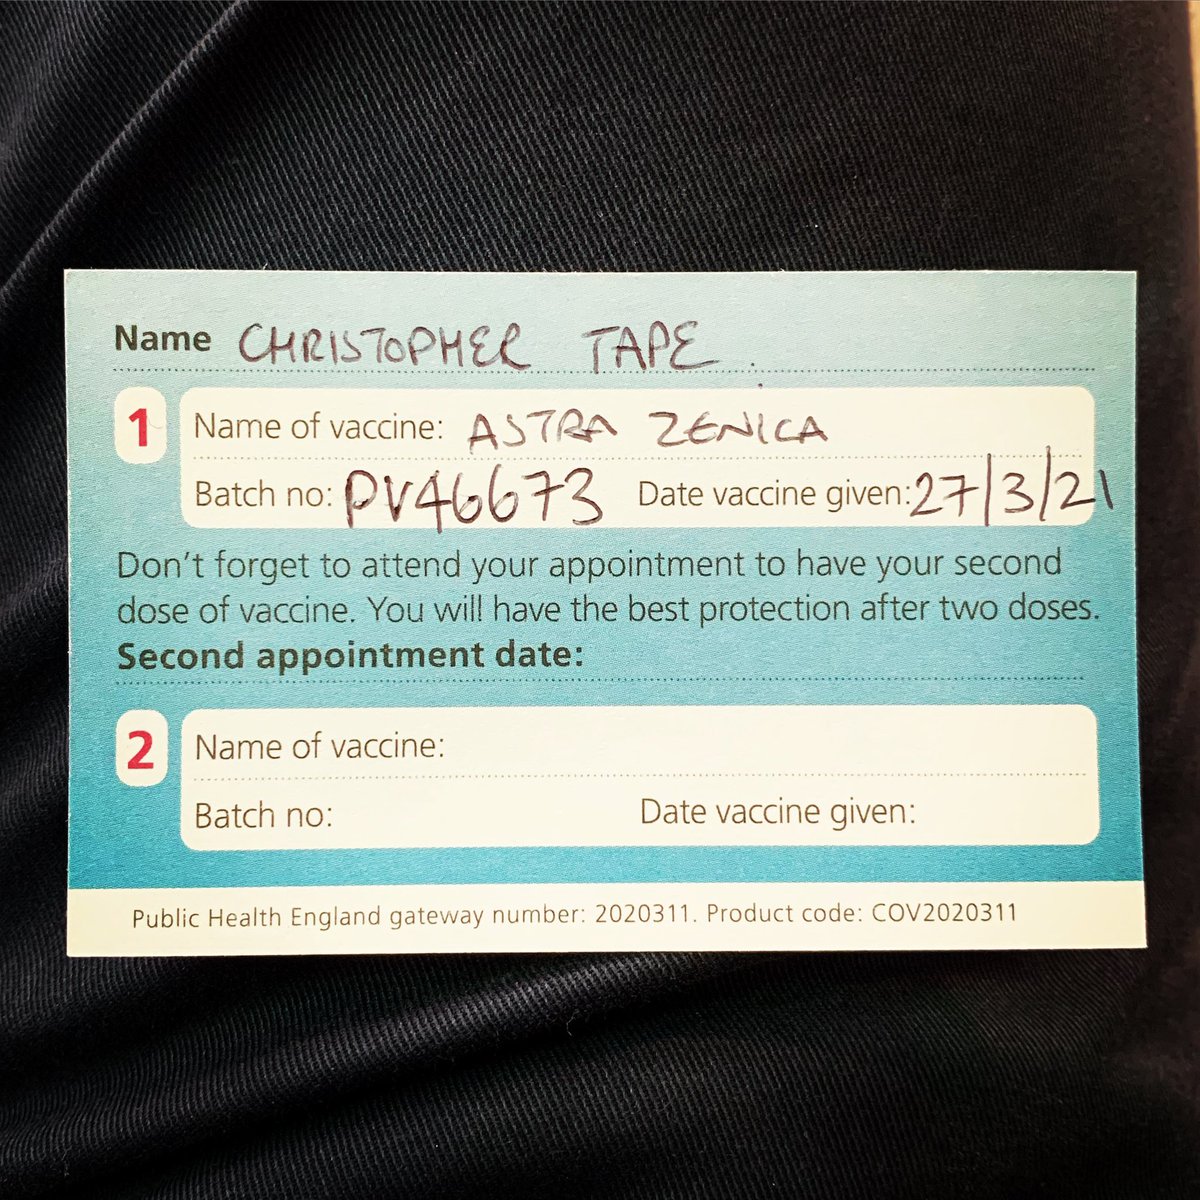 Name CHRISTOPHER TAPE
1 Name of vaccine: ASTRA ZENICA
Batch no: PV46673 Date vaccine given: 27/3/21
Don't forget to attend your appointment to have your second
dose of vaccine. You will have the best protection after two doses.
Second appointment date:
2 Name of vaccine:
Batch no: Date vaccine given:
Public Health England gateway number: 2020311. Product code: COV2020311